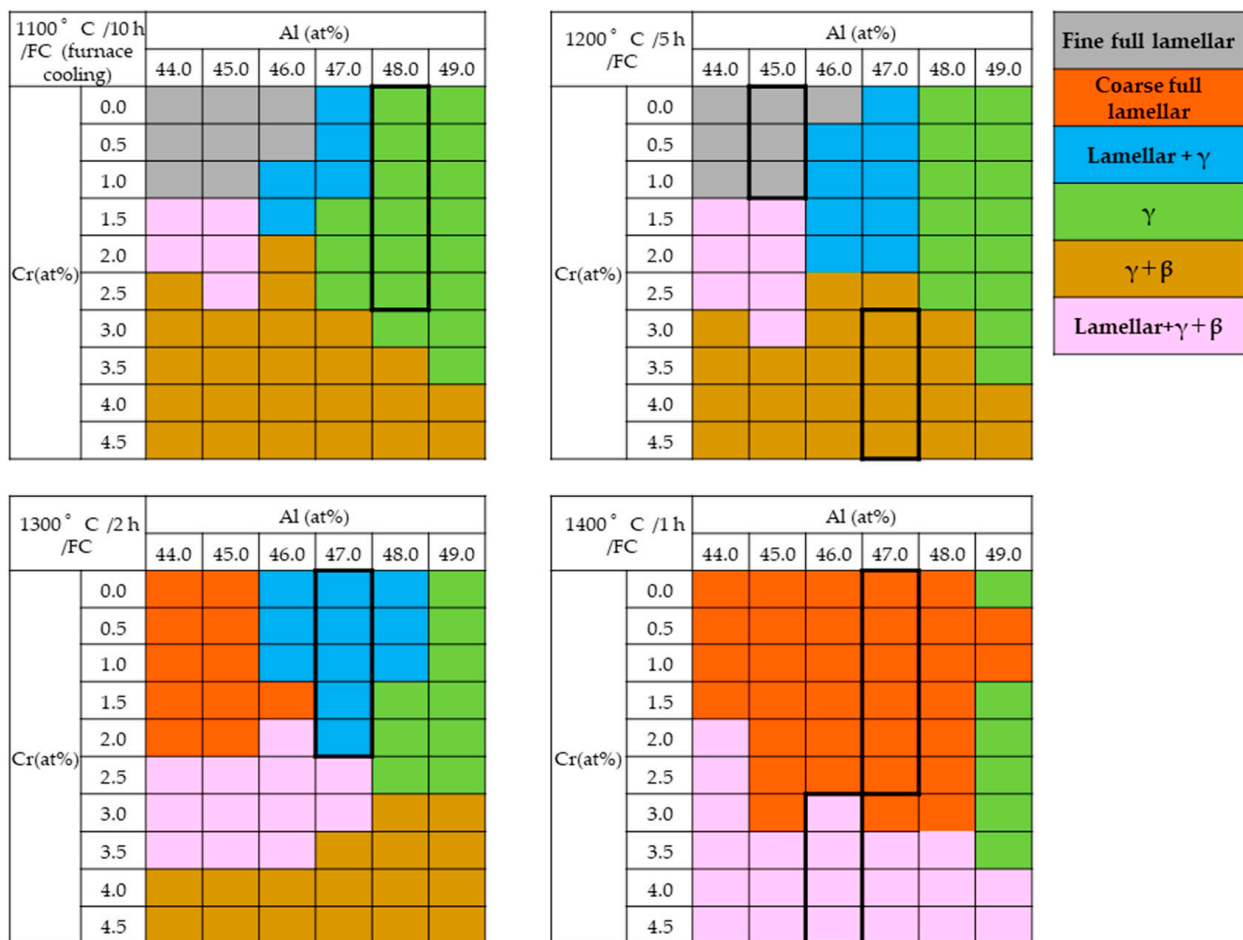 1100° C /10 h
/FC (furnace
cooling)
Al (at%)
44.0 45.0 46.0 47.0 48.0 49.0
Cr(at%)
0.0
0.5
1.0
1.5
2.0
2.5
3.0
3.5
4.0
4.5
1200° C /5 h
/FC
Al (at%)
44.0 45.0 46.0 47.0 48.0 49.0
Cr(at%)
0.0
0.5
1.0
1.5
2.0
2.5
3.0
3.5
4.0
4.5
Fine full lamellar
Coarse full
lamellar
Lamellar + γ
γ
γ + β
Lamellar+γ + β
1300° C /2 h
/FC
Al (at%)
44.0 45.0 46.0 47.0 48.0 49.0
Cr(at%)
0.0
0.5
1.0
1.5
2.0
2.5
3.0
3.5
4.0
4.5
1400° C /1 h
/FC
Al (at%)
44.0 45.0 46.0 47.0 48.0 49.0
Cr(at%)
0.0
0.5
1.0
1.5
2.0
2.5
3.0
3.5
4.0
4.5